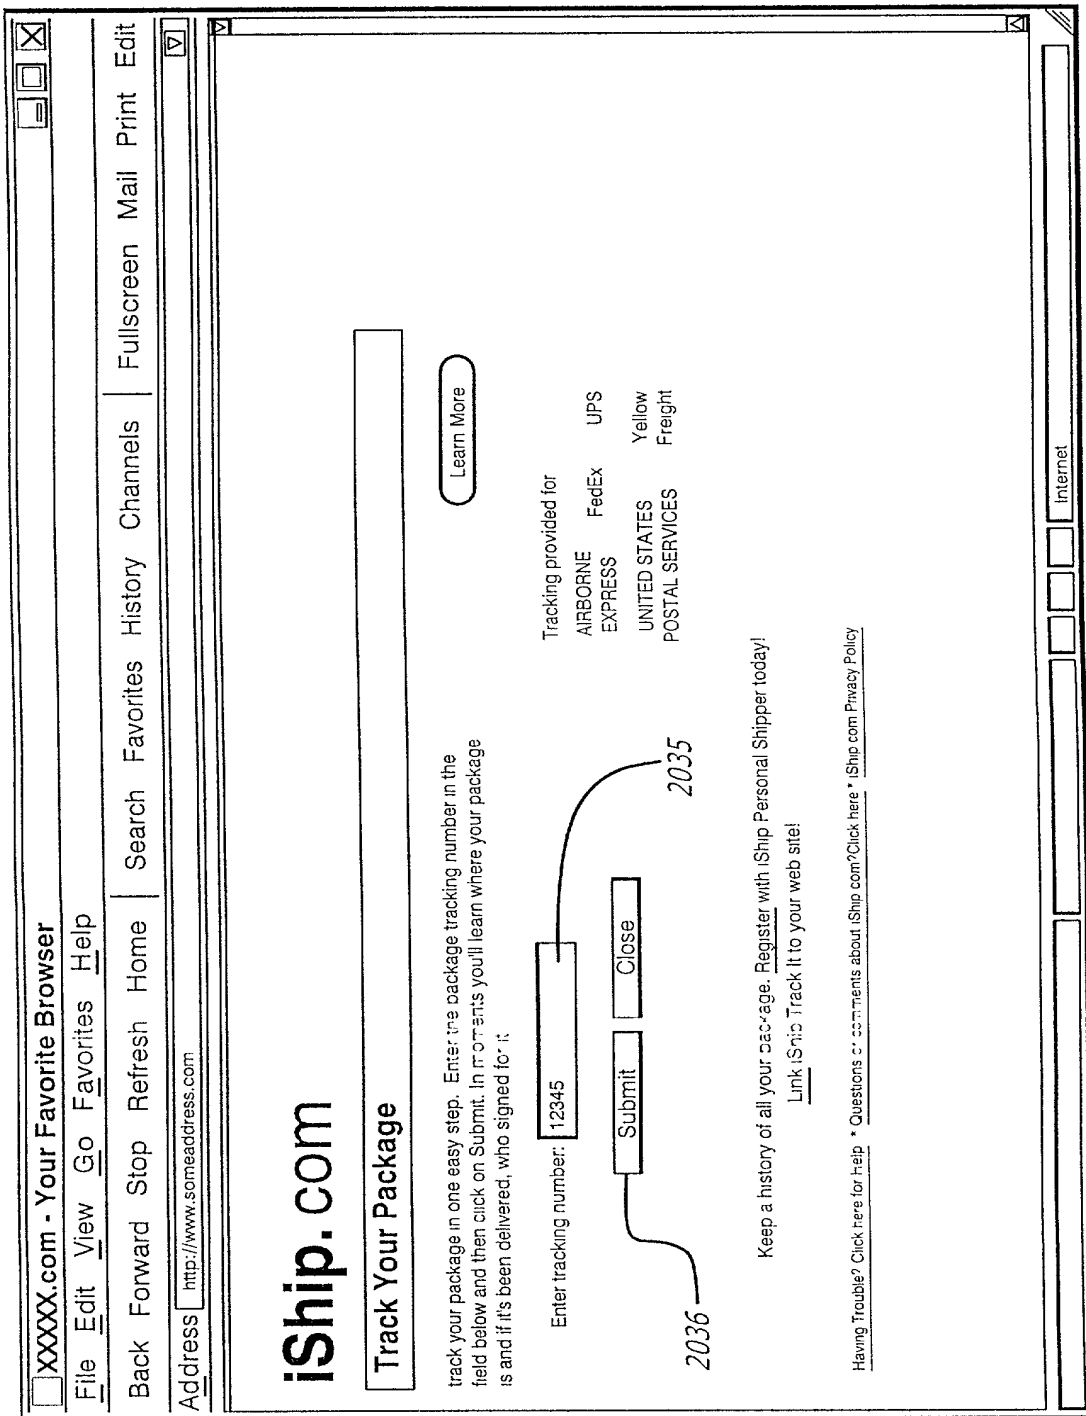 XXXXX.com - Your Favorite Browser
File Edit View Go Favorites Help
Back Forward Stop Refresh Home | Search Favorites History Channels | Fullscreen Mail Print Edit
Address http://www.someaddress.com
iShip.com
Track Your Package
track your package in one easy step. Enter the package tracking number in the
field below and then click on Submit. In moments you'll learn where your package
is and if it's been delivered, who signed for it
Learn More
Enter tracking number: 12345
Submit Close
2035
2036
Tracking provided for
AIRBORNE EXPRESS FedEx UPS
UNITED STATES POSTAL SERVICES Yellow Freight
Keep a history of all your package. Register with iShip Personal Shipper today!
Link iShip Track It to your web site!
Having Trouble? Click here for help * Questions or comments about iShip com?Click here * iShip com Privacy Policy
Internet